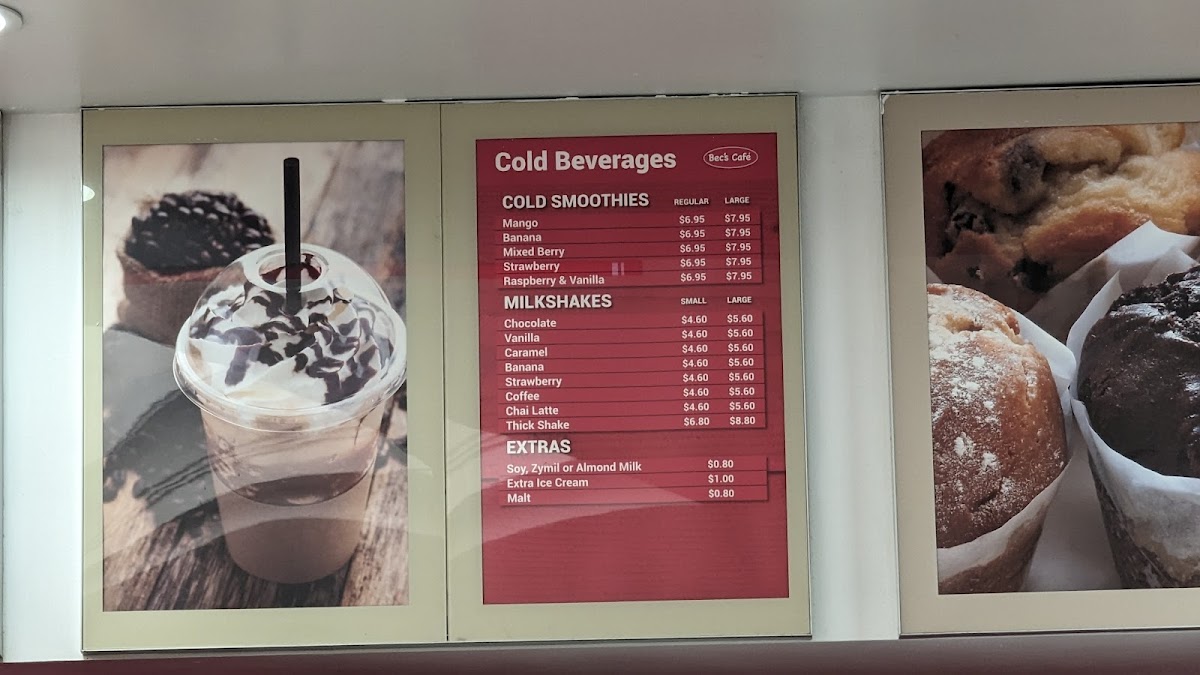 Cold Beverages Bec's Café
COLD SMOOTHIES REGULAR LARGE
Mango $6.95 $7.95
Banana $6.95 $7.95
Mixed Berry $6.95 $7.95
Strawberry $6.95 $7.95
Raspberry & Vanilla $6.95 $7.95
MILKSHAKES SMALL LARGE
Chocolate $4.60 $5.60
Vanilla $4.60 $5.60
Caramel $4.60 $5.60
Banana $4.60 $5.60
Strawberry $4.60 $5.60
Coffee $4.60 $5.60
Chai Latte $4.60 $5.60
Thick Shake $6.80 $8.80
EXTRAS
Soy, Zymil or Almond Milk $0.80
Extra Ice Cream $1.00
Malt $0.80